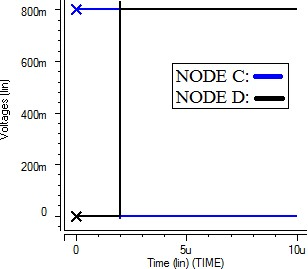 800m
600m
400m
200m
0
Voltages (lin)
NODE C:
NODE D:
0
5u
10u
Time (lin) (TIME)